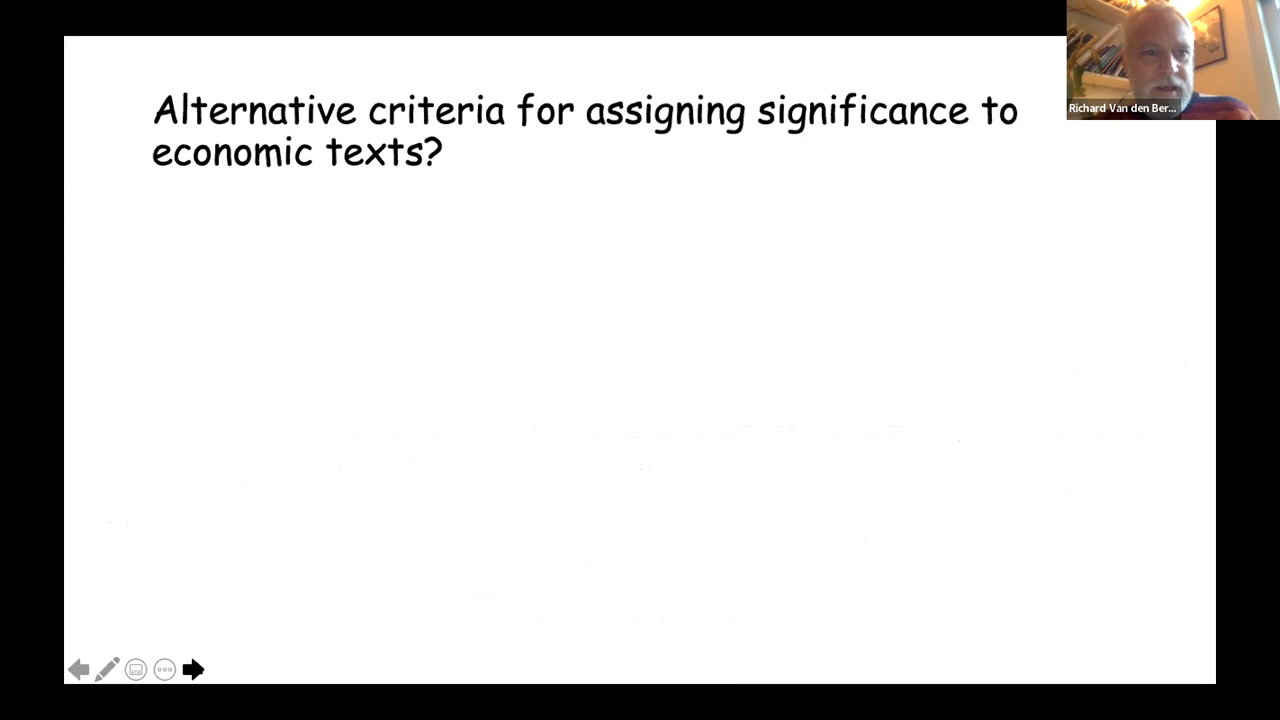 Alternative criteria for assigning significance to
economic texts?
Richard Van den Ber...